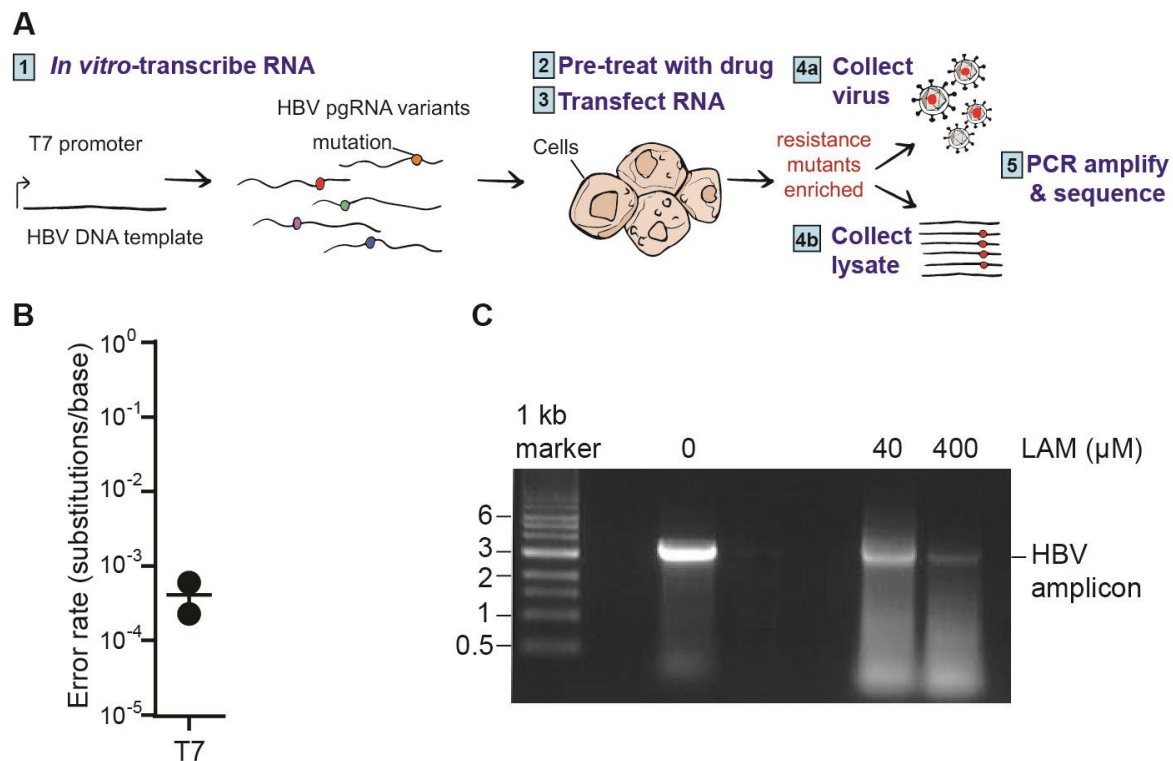 A
1 In vitro-transcribe RNA
T7 promoter
HBV DNA template
HBV pgRNA variants
mutation
2 Pre-treat with drug
3 Transfect RNA
Cells
resistance
mutants
enriched
4a Collect
virus
4b Collect
lysate
5 PCR amplify
& sequence
B
Error rate (substitutions/base)
10⁰
10⁻¹
10⁻²
10⁻³
10⁻⁴
10⁻⁵
T7
C
1 kb
marker
0
40
400
LAM (µM)
6
3
2
1
0.5
HBV
amplicon